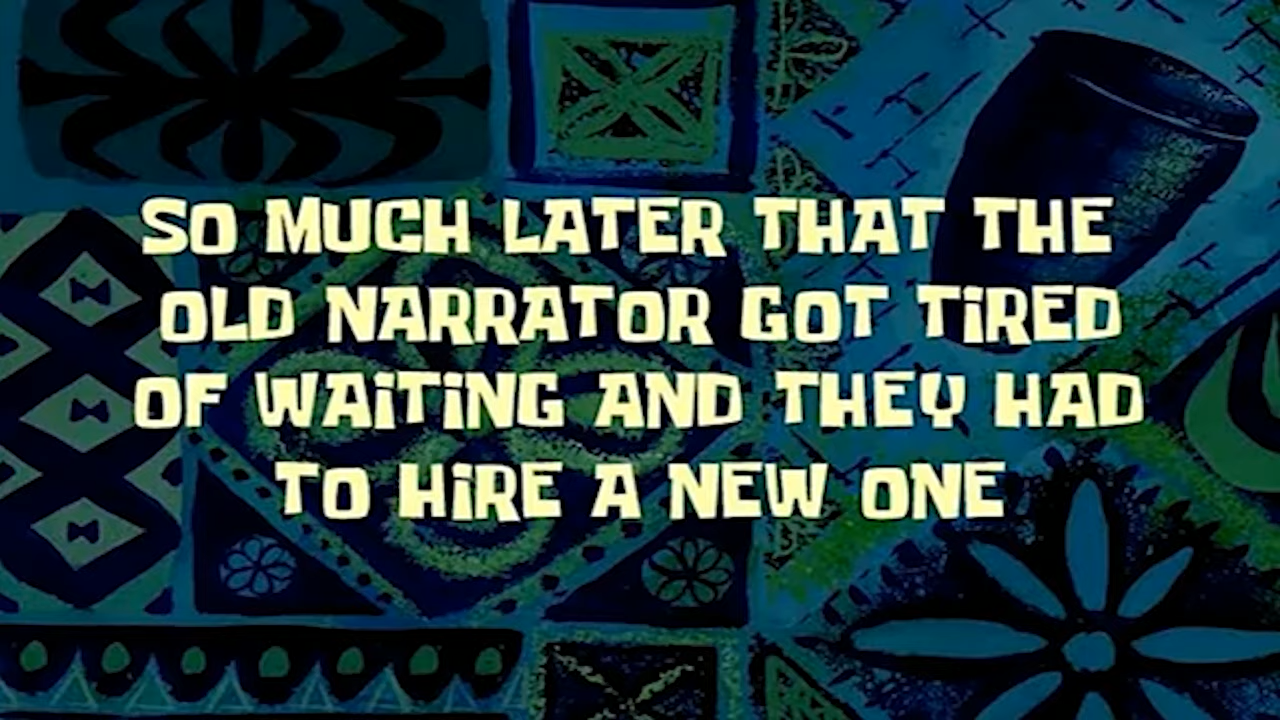 SO MUCH LATER THAT THE
OLD NARRATOR GOT TiRED
OF WAiTiNG AND THEY HAD
TO HiRE A NEW ONE